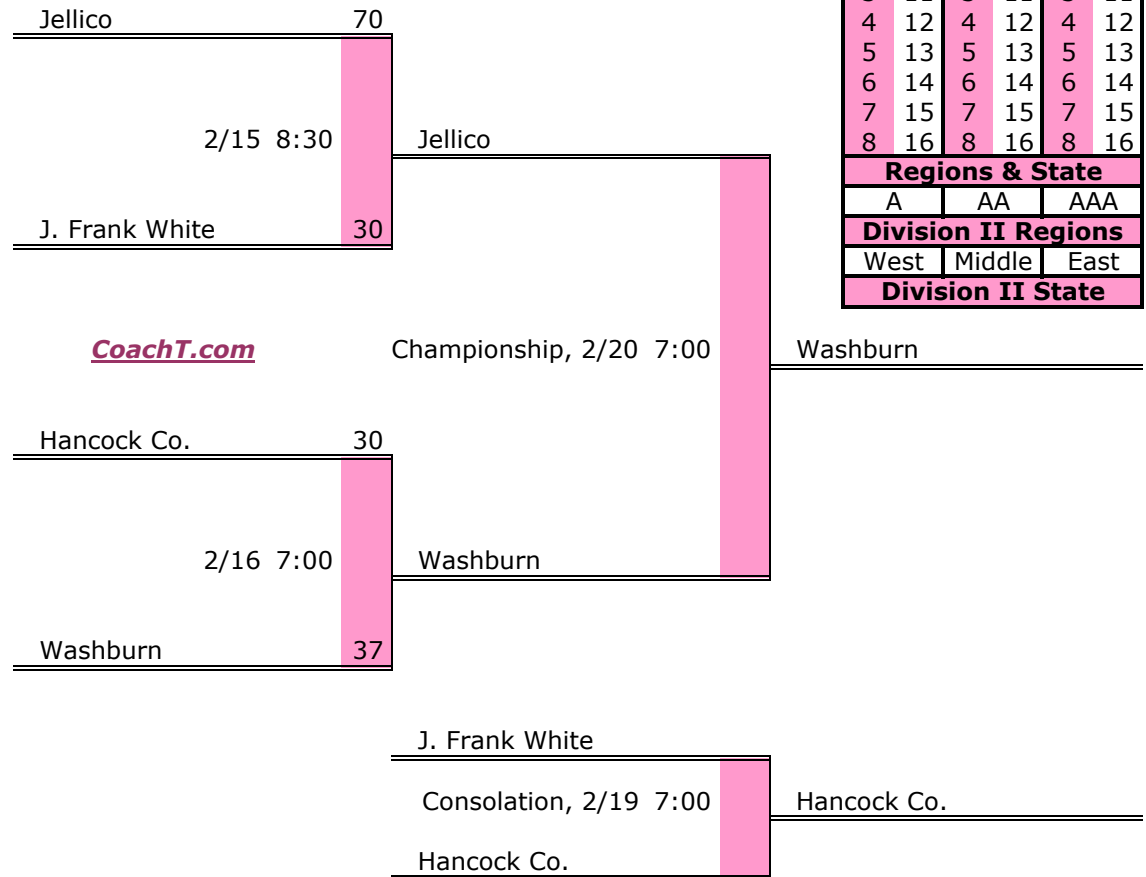 Jellico 70
4 12 4 12 4 12
5 13 5 13 5 13
6 14 6 14 6 14
7 15 7 15 7 15
2/15 8:30
Jellico
8 16 8 16 8 16
Regions & State
A AA AAA
J. Frank White 30
Division II Regions
West Middle East
Division II State
CoachT.com
Championship, 2/20 7:00
Washburn
Hancock Co. 30
2/16 7:00
Washburn
Washburn 37
J. Frank White
Consolation, 2/19 7:00
Hancock Co.
Hancock Co.